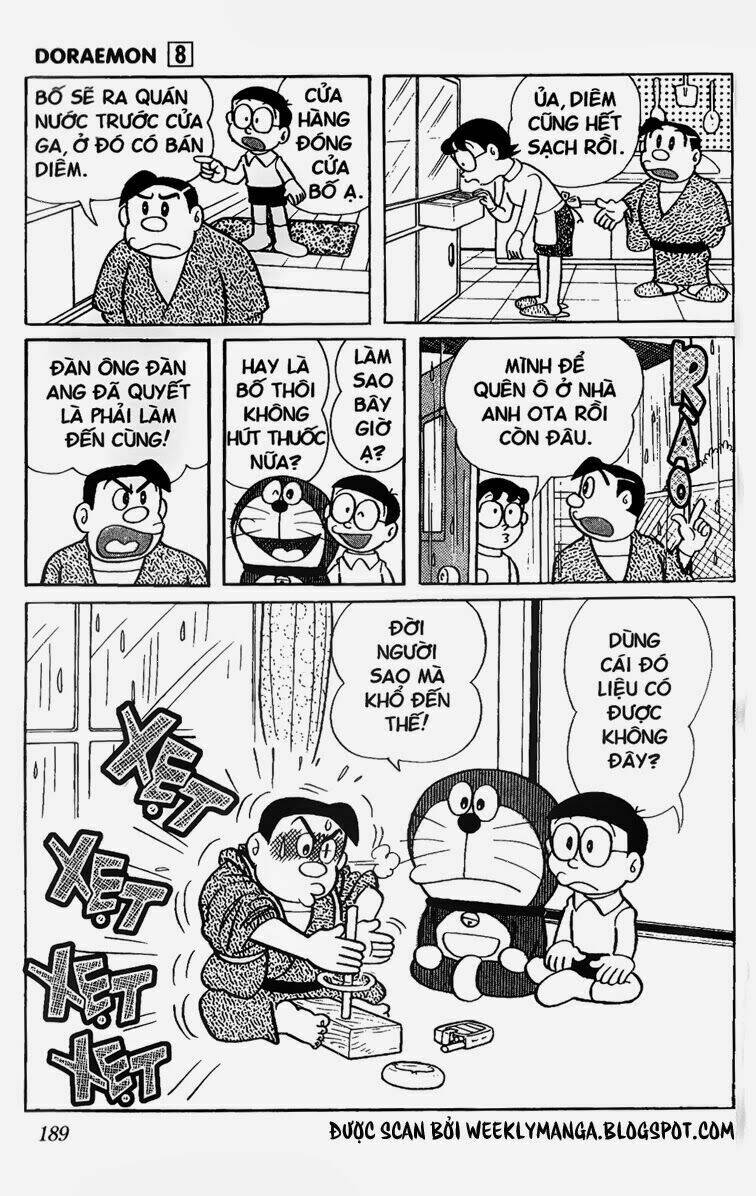 DORAEMON 8
ỦA, DIÊM
CŨNG HẾT
SẠCH RỒI.
CỬA
HÀNG
ĐÓNG
CỬA
BỐ Ạ.
BỐ SẼ RA QUÁN
NƯỚC TRƯỚC CỬA
GA, Ở ĐÓ CÓ BÁN
DIÊM.
RÀO
MÌNH ĐỂ
QUÊN Ô Ở NHÀ
ANH OTA RỒI
CÒN ĐÂU.
LÀM
SAO
BÂY
GIỜ
Ạ?
HAY LÀ
BỐ THÔI
KHÔNG
HÚT THUỐC
NỮA?
ĐÀN ÔNG ĐÀN
ANG ĐÃ QUYẾT
LÀ PHẢI LÀM
ĐẾN CÙNG!
DÙNG
CÁI ĐÓ
LIỆU CÓ
ĐƯỢC
KHÔNG
ĐÂY?
ĐỜI
NGƯỜI
SAO MÀ
KHỔ ĐẾN
THẾ!
XẸT
XẸT
XẸT
XẸT
189
ĐƯỢC SCAN BỞI WEEKLYMANGA.BLOGSPOT.COM